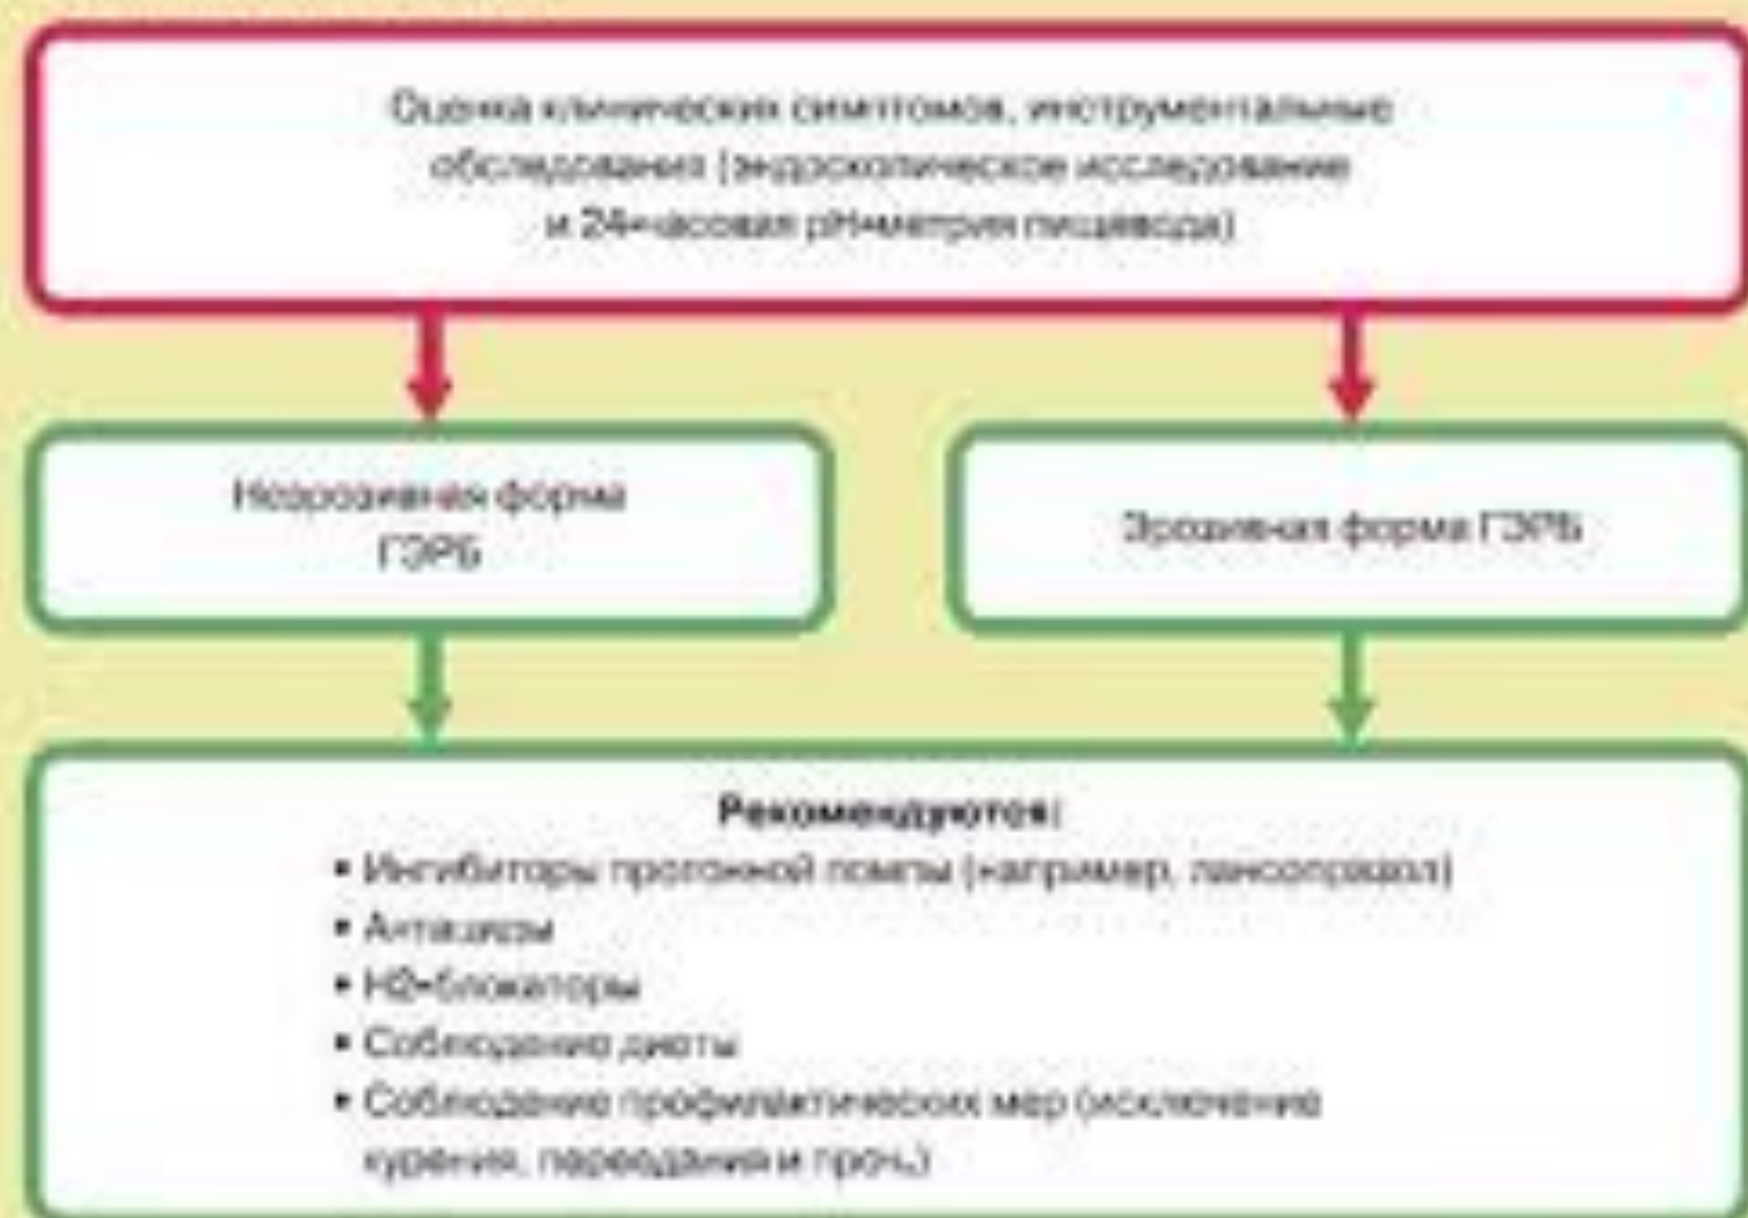 Оценка клинических симптомов, инструментальные
обследования (эндоскопическое исследование
и 24-часовая pH-метрия пищевода)
Неэрозивная форма
ГЭРБ
Эрозивная форма ГЭРБ
Рекомендуются:
▪ Ингибиторы протонной помпы (например, лансопразол)
▪ Антациды
▪ Н2-блокаторы
▪ Соблюдение диеты
▪ Соблюдение профилактических мер (исключение
курения, переедания и проч.)